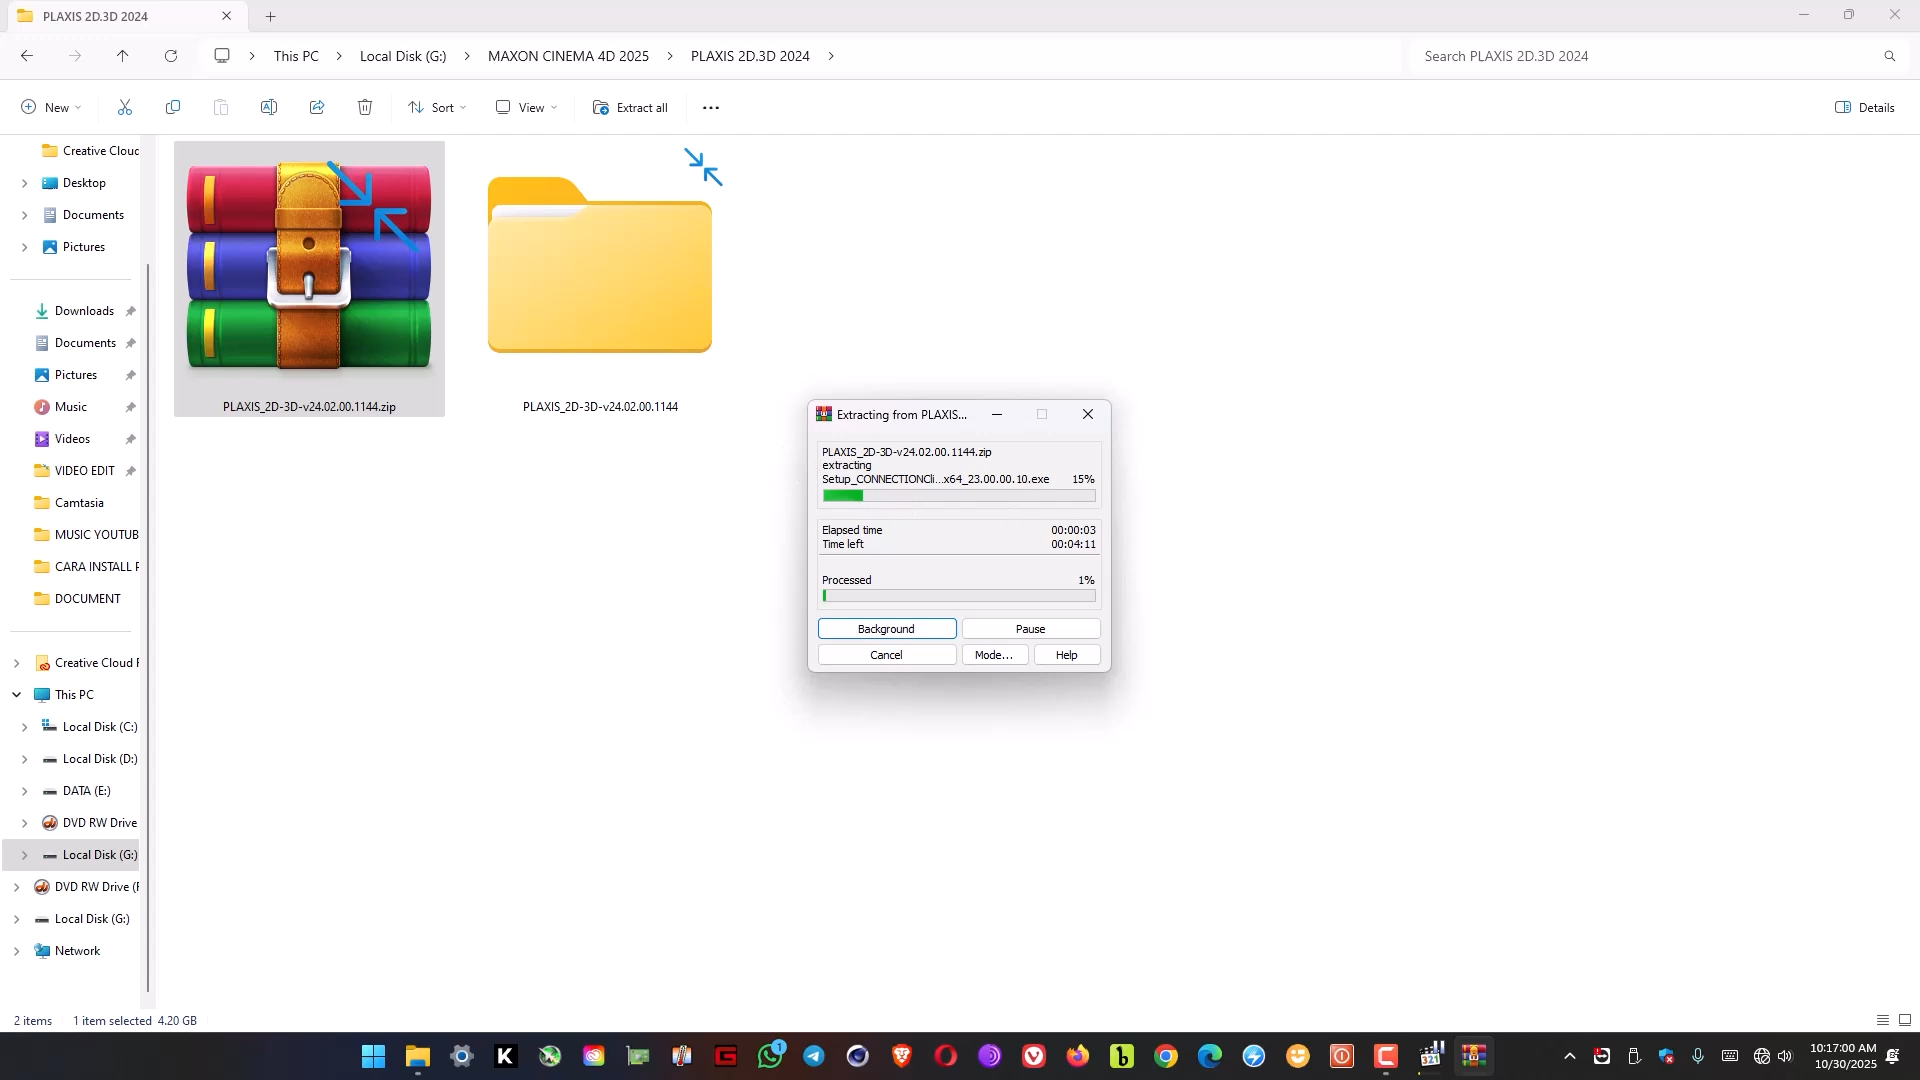 PLAXIS 2D.3D 2024
This PC
Local Disk (G:)
MAXON CINEMA 4D 2025
PLAXIS 2D.3D 2024
Search PLAXIS 2D.3D 2024
New
Sort
View
Extract all
Details
Creative Cloud
Desktop
Documents
Pictures
Downloads
Documents
Pictures
Music
Videos
VIDEO EDIT
Camtasia
MUSIC YOUTUB
CARA INSTALL P
DOCUMENT
Creative Cloud F
This PC
Local Disk (C:)
Local Disk (D:)
DATA (E:)
DVD RW Drive
Local Disk (G:)
DVD RW Drive (F
Local Disk (G:)
Network
PLAXIS_2D-3D-v24.02.00.1144.zip
PLAXIS_2D-3D-v24.02.00.1144
Extracting from PLAXIS...
PLAXIS_2D-3D-v24.02.00.1144.zip
extracting
Setup_CONNECTIONCli...x64_23.00.00.10.exe 15%
Elapsed time 00:00:03
Time left 00:04:11
Processed 1%
Background
Pause
Cancel
Mode...
Help
2 items
1 item selected 4.20 GB
1
321
10:17:00 AM
10/30/2025